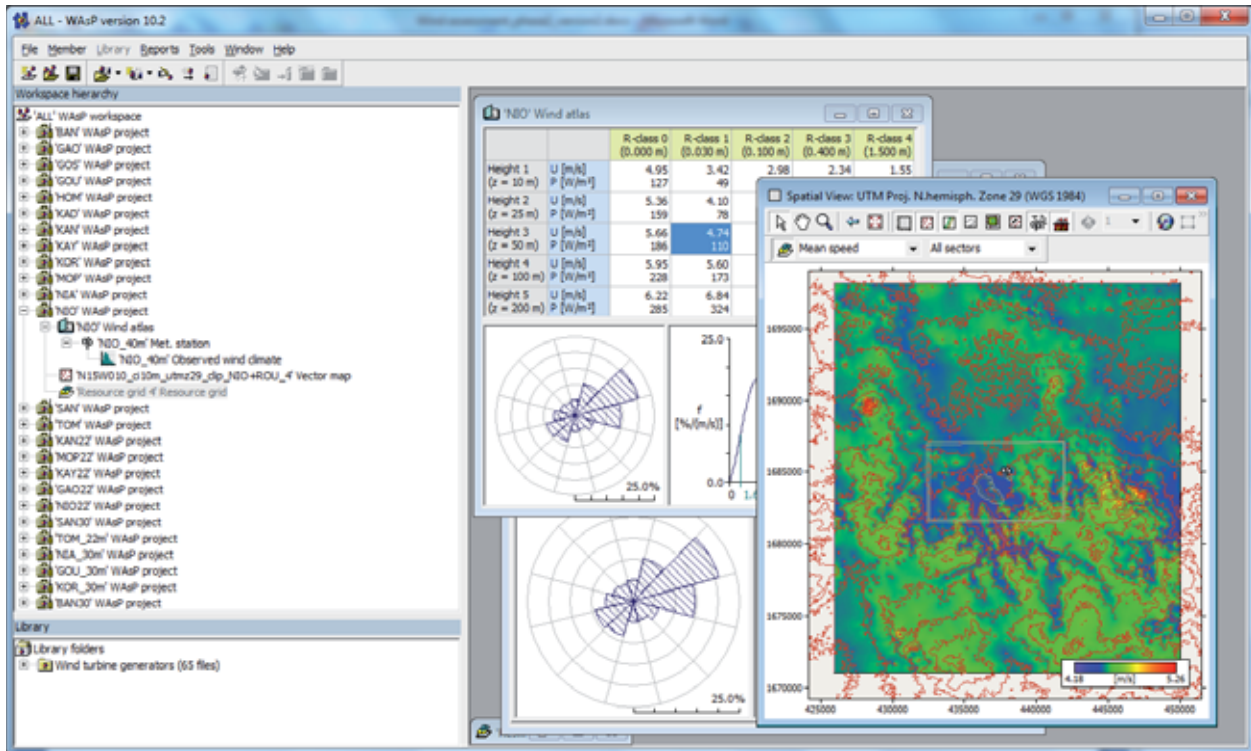 ALL - WAsP version 10.2
File Member Library Reports Tools Window Help
Workspace hierarchy
'ALL' WAsP workspace
'BAN' WAsP project
'GAO' WAsP project
'GOS' WAsP project
'GOU' WAsP project
'HOM' WAsP project
'KAD' WAsP project
'KAN' WAsP project
'KAY' WAsP project
'KOR' WAsP project
'MOP' WAsP project
'NIA' WAsP project
'NIO' WAsP project
'NIO' Wind atlas
'NIO_40m' Met. station
'NIO_40m' Observed wind climate
'N15W010_ci10m_utmz29_clip_NIO+ROU_4' Vector map
'Resource grid 4' Resource grid
'SAN' WAsP project
'TOM' WAsP project
'KAN22' WAsP project
'MOP22' WAsP project
'KAY22' WAsP project
'GAO22' WAsP project
'NIO22' WAsP project
'SAN30' WAsP project
'TOM_22m' WAsP project
'NIA_30m' WAsP project
'GOU_30m' WAsP project
'KOR_30m' WAsP project
'BAN30' WAsP project
Library
Library folders
Wind turbine generators (65 files)
'NIO' Wind atlas
R-class 0 R-class 1 R-class 2 R-class 3 R-class 4
(0.000 m) (0.030 m) (0.100 m) (0.400 m) (1.500 m)
Height 1 U [m/s] 4.95 3.42 2.98 2.34 1.55
(z = 10 m) P [W/m²] 127 49
Height 2 U [m/s] 5.36 4.10
(z = 25 m) P [W/m²] 159 78
Height 3 U [m/s] 5.66 4.74
(z = 50 m) P [W/m²] 186 110
Height 4 U [m/s] 5.95 5.60
(z = 100 m) P [W/m²] 228 173
Height 5 U [m/s] 6.22 6.84
(z = 200 m) P [W/m²] 285 324
25.0%
25.0
f
[%/(m/s)]
0.0
0
25.0%
Spatial View: UTM Proj. N.hemisph. Zone 29 (WGS 1984)
1
Mean speed All sectors
1695000
1690000
1685000
1680000
1675000
1670000
425000 430000 435000 440000 445000 450000
4.18 [m/s] 5.26